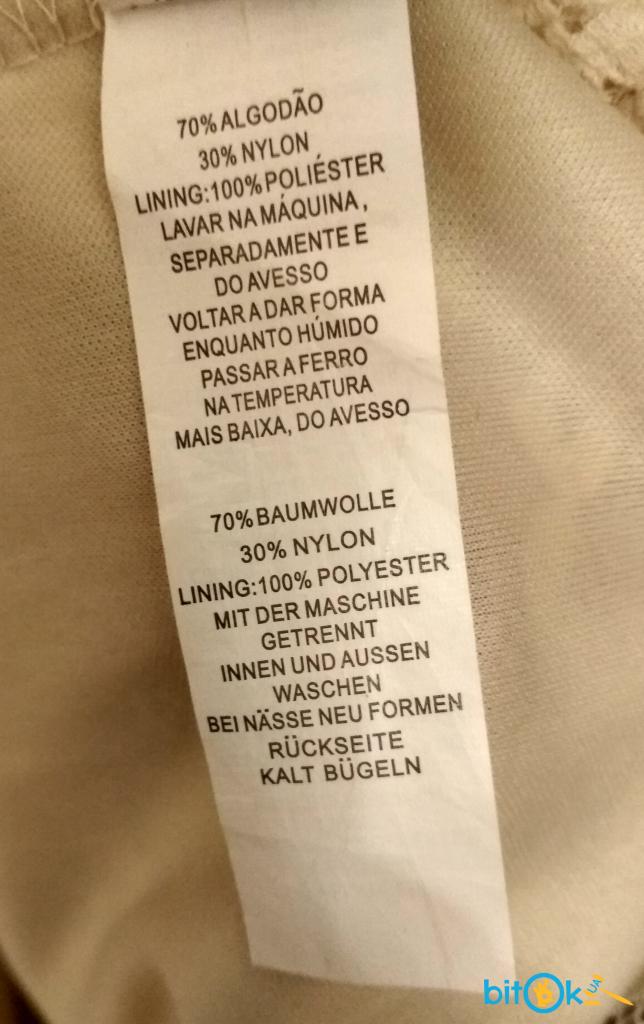 70% ALGODÃO
30% NYLON
LINING:100% POLIÉSTER
LAVAR NA MÁQUINA,
SEPARADAMENTE E
DO AVESSO
VOLTAR A DAR FORMA
ENQUANTO HÚMIDO
PASSAR A FERRO
NA TEMPERATURA
MAIS BAIXA, DO AVESSO
70% BAUMWOLLE
30% NYLON
LINING:100% POLYESTER
MIT DER MASCHINE
GETRENNT
INNEN UND AUSSEN
WASCHEN
BEI NÄSSE NEU FORMEN
RÜCKSEITE
KALT BÜGELN
bitOk UA